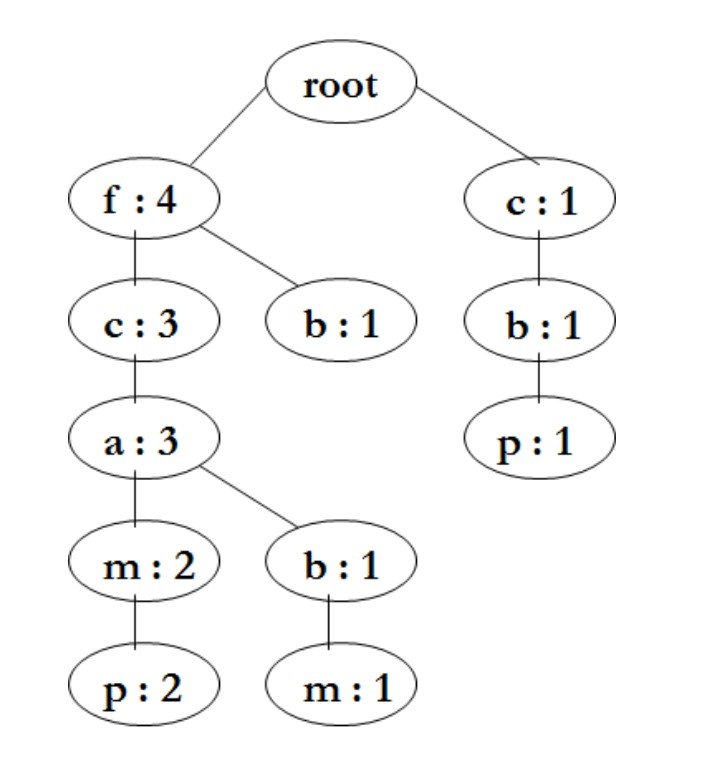 root
f : 4
c : 1
c : 3
b : 1
b : 1
a : 3
p : 1
m : 2
b : 1
p : 2
m : 1